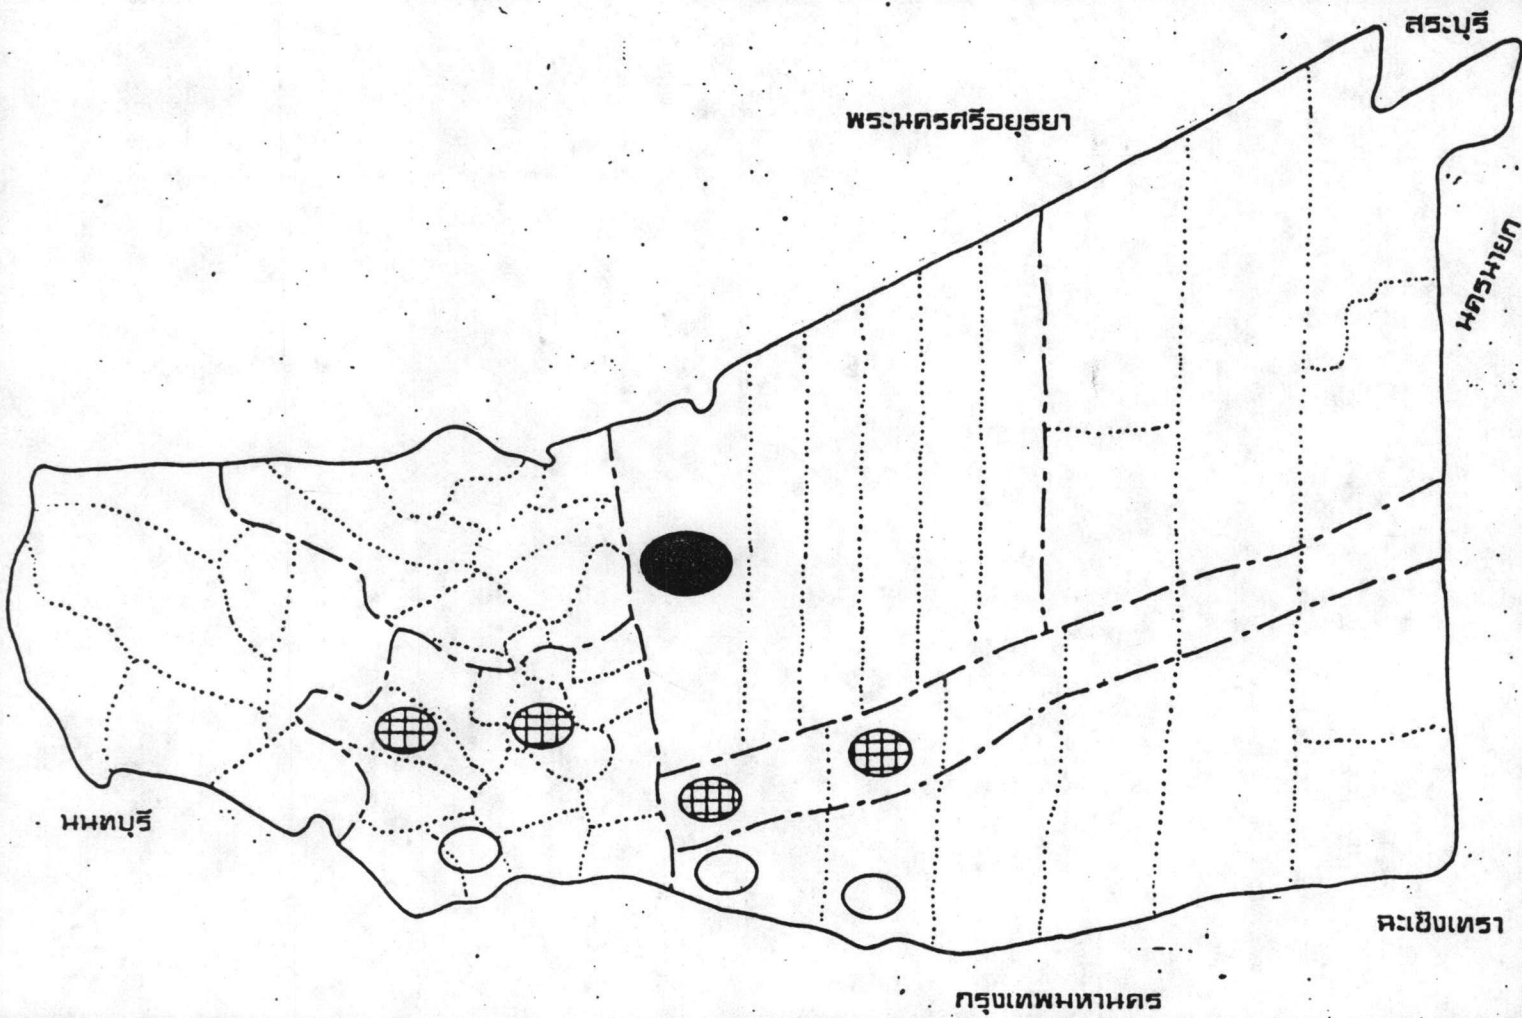 สระบุรี
พระนครศรีอยุธยา
นครนายก
นนทบุรี
ฉะเชิงเทรา
กรุงเทพมหานคร